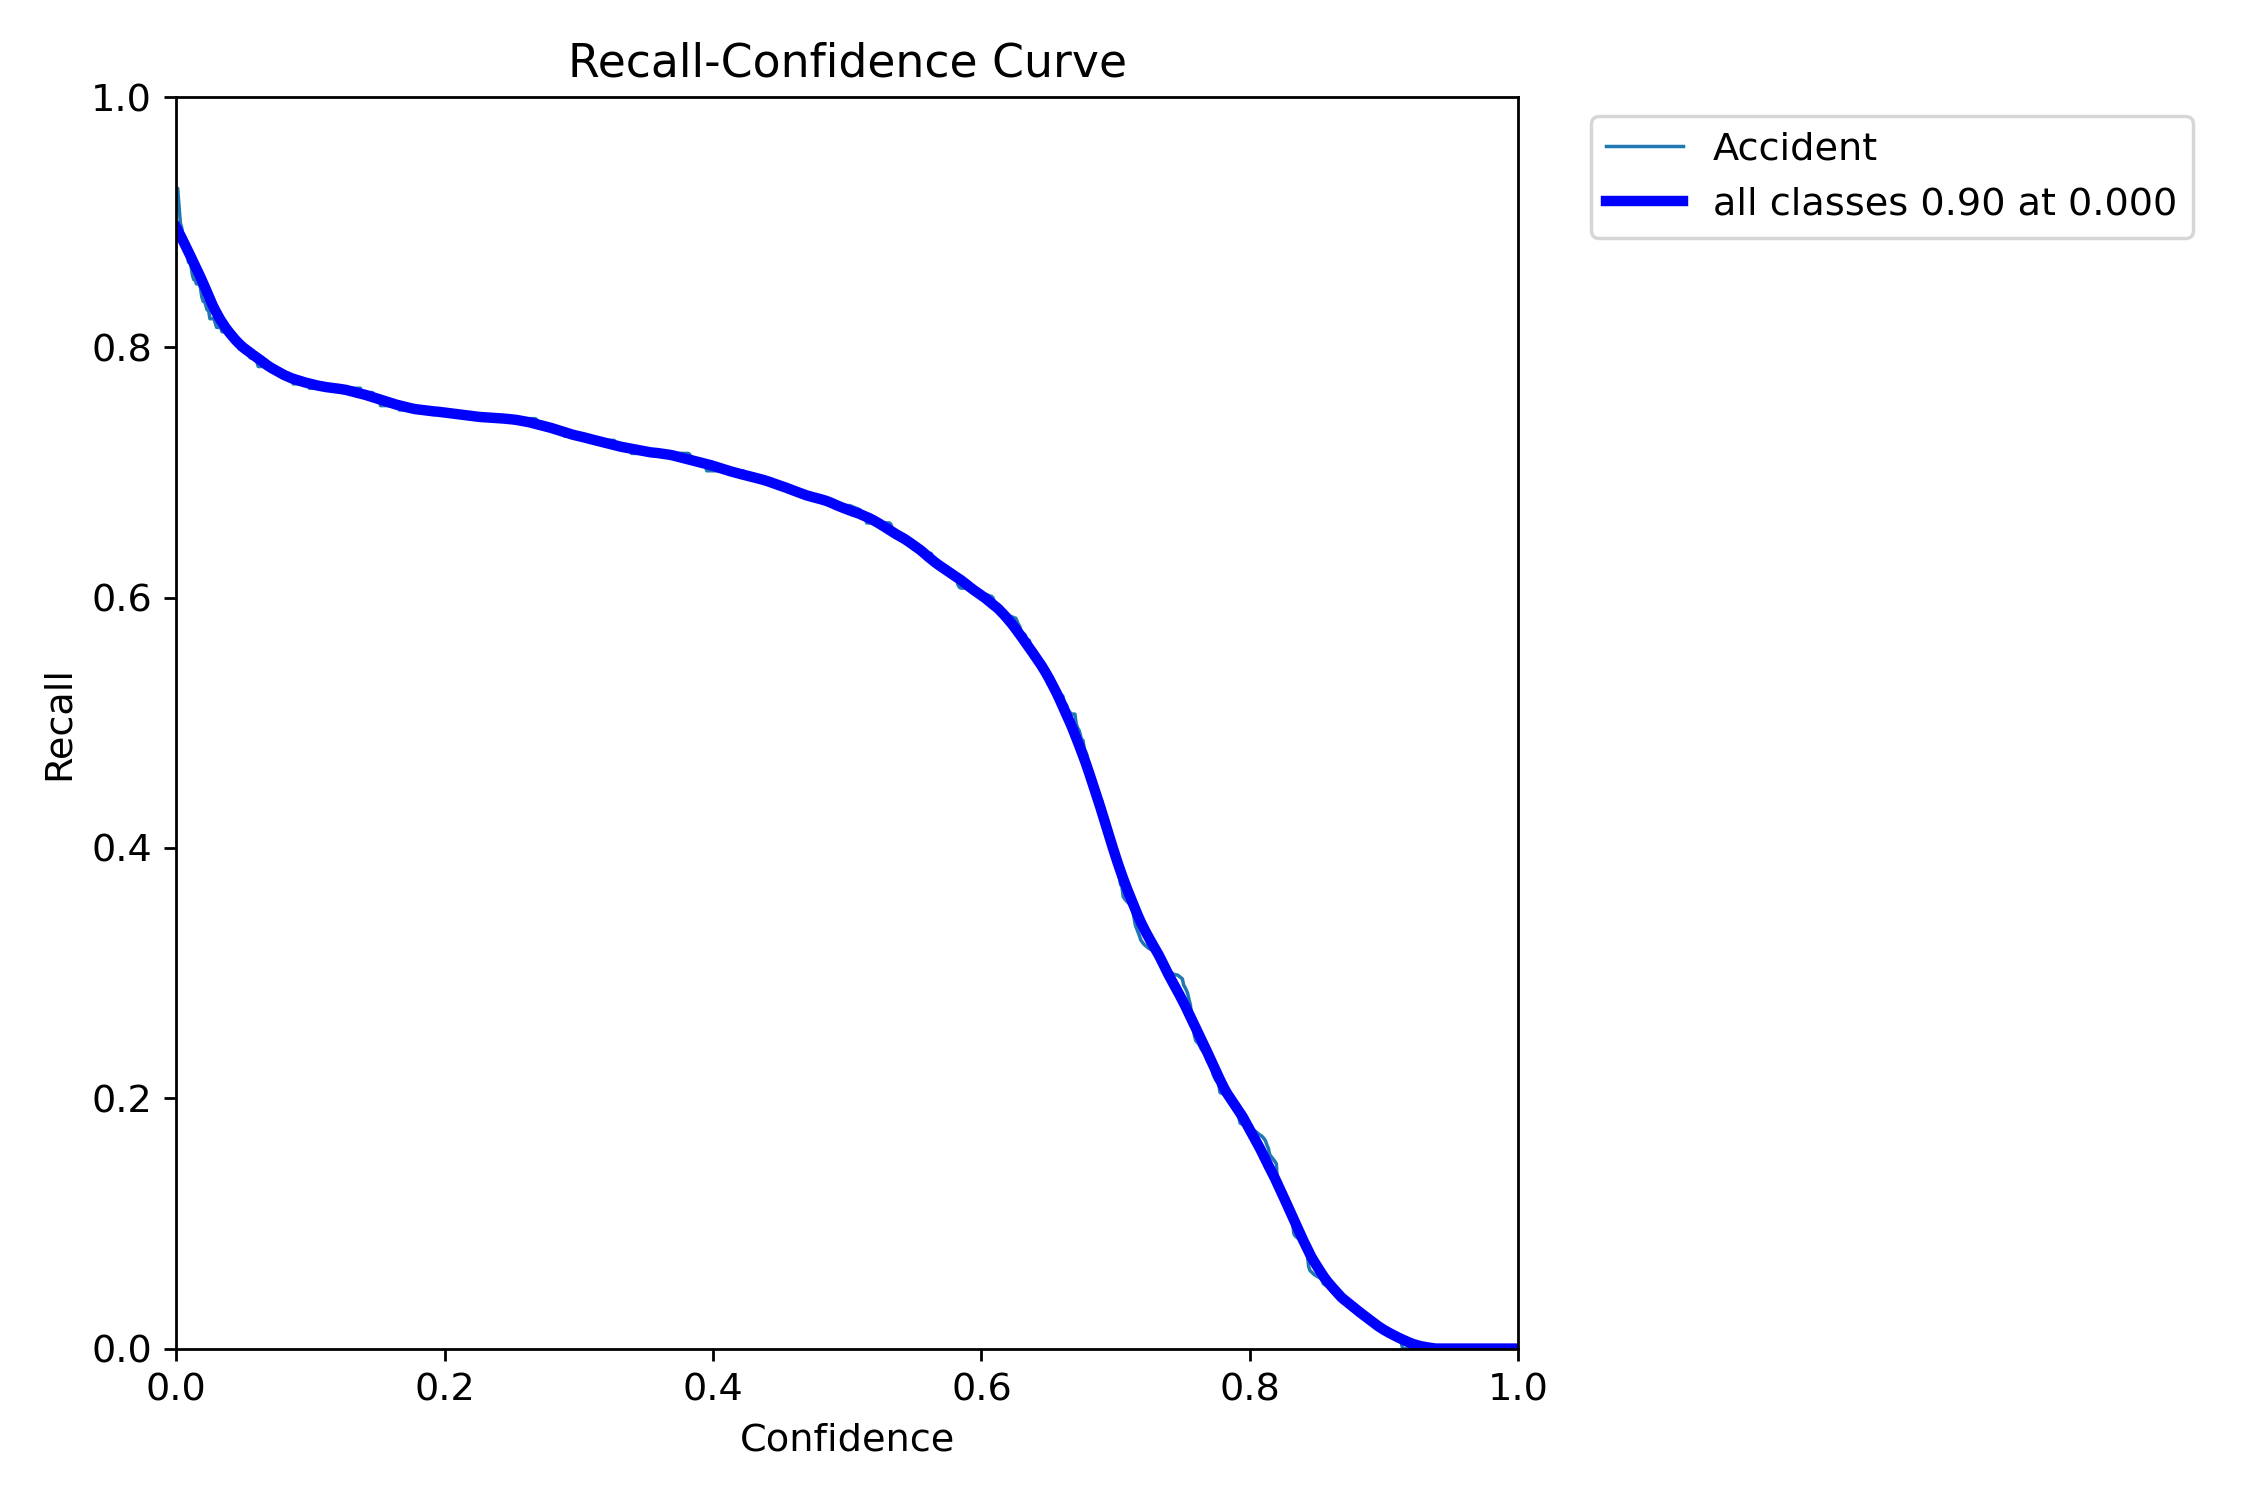 Recall-Confidence Curve
1.0
0.8
0.6
0.4
0.2
0.0
Recall
0.0 0.2 0.4 0.6 0.8 1.0
Confidence
Accident
all classes 0.90 at 0.000